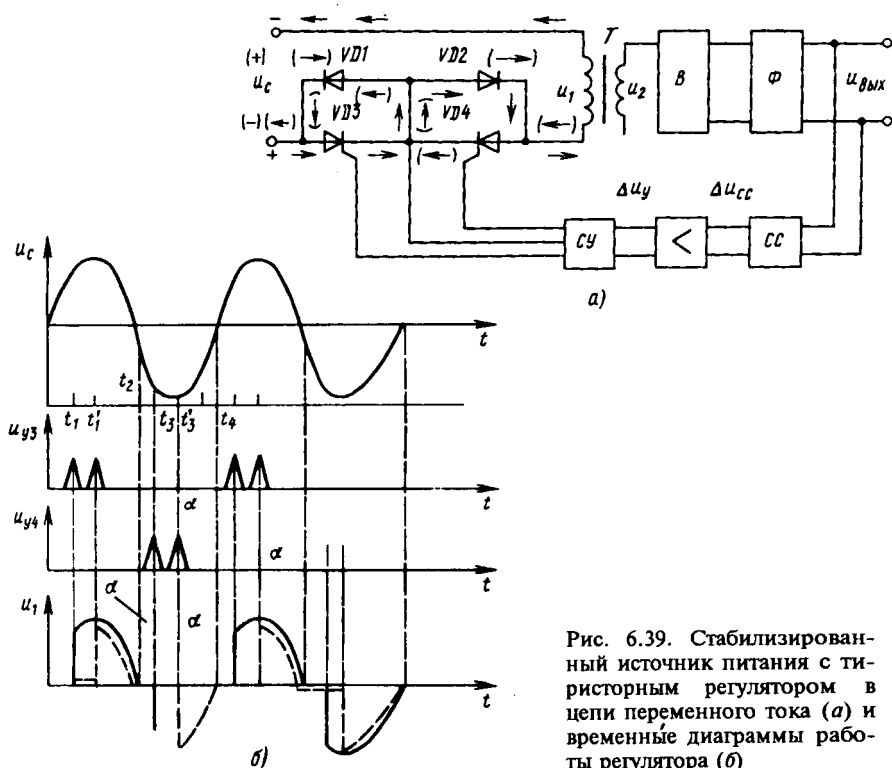 −
T
(+)
VD1
VD2
u_c
u_1
u_2
В
Ф
u_вых
(−)
VD3
VD4
+
Δu_у
Δu_сс
СУ
<
СС
а)
u_c
t
t_2
t_1 t'_1 t_3 t'_3 t_4
u_у3
α
t
u_у4
α
t
α
α
u_1
t
б)
Рис. 6.39. Стабилизирован-
ный источник питания с ти-
ристорным регулятором в
цепи переменного тока (а) и
временные диаграммы рабо-
ты регулятора (б)